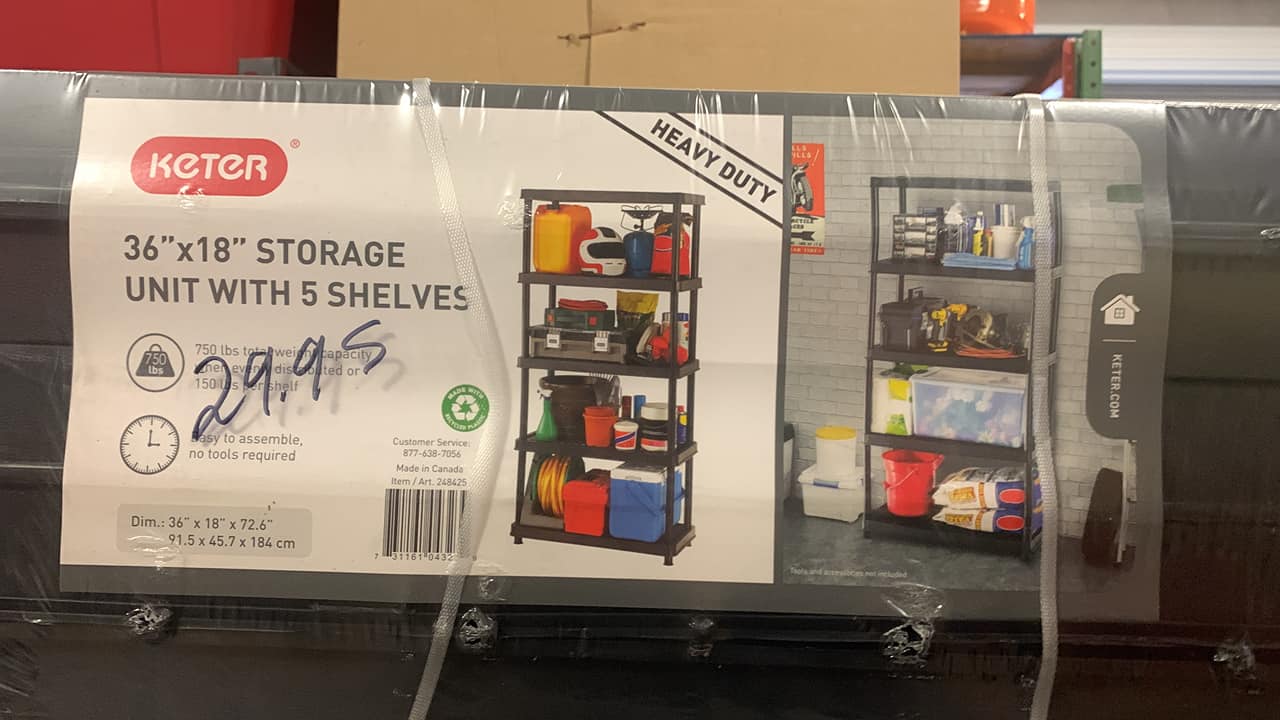 KETER®
HEAVY DUTY
36”x18” STORAGE
UNIT WITH 5 SHELVES
750
lbs
750 lbs total weight capacity
when evenly distributed or
150 lbs per shelf
29.95
Easy to assemble,
no tools required
MADE WITH
RECYCLED PLASTIC
Customer Service:
877-638-7056
Made in Canada
Item / Art. 248425
Dim.: 36” x 18” x 72.6”
91.5 x 45.7 x 184 cm
7 31161 0432
KETER.COM
Tools and accessories not included